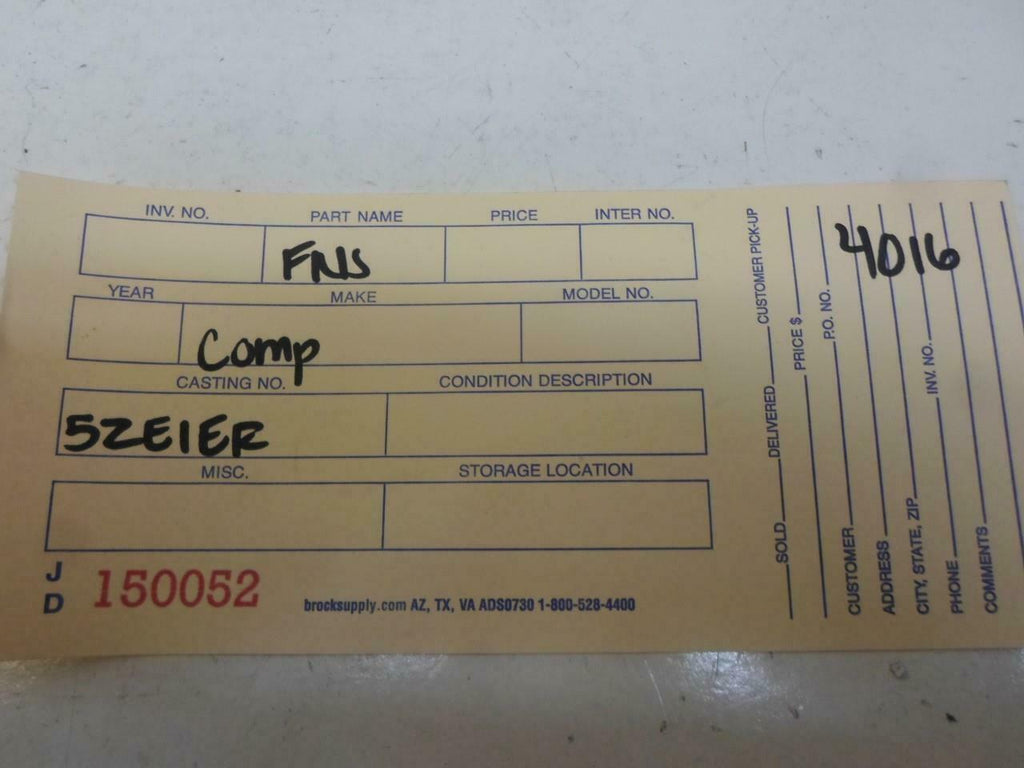 INV. NO. PART NAME PRICE INTER NO.
FNS
YEAR MAKE MODEL NO.
Comp
CASTING NO. CONDITION DESCRIPTION
5ZE1ER
MISC. STORAGE LOCATION
J
D
150052
brocksupply.com AZ, TX, VA ADS0730 1-800-528-4400
SOLD DELIVERED CUSTOMER PICK-UP
PRICE $
P.O. NO.
4016
CUSTOMER
ADDRESS
CITY, STATE, ZIP INV. NO.
PHONE
COMMENTS